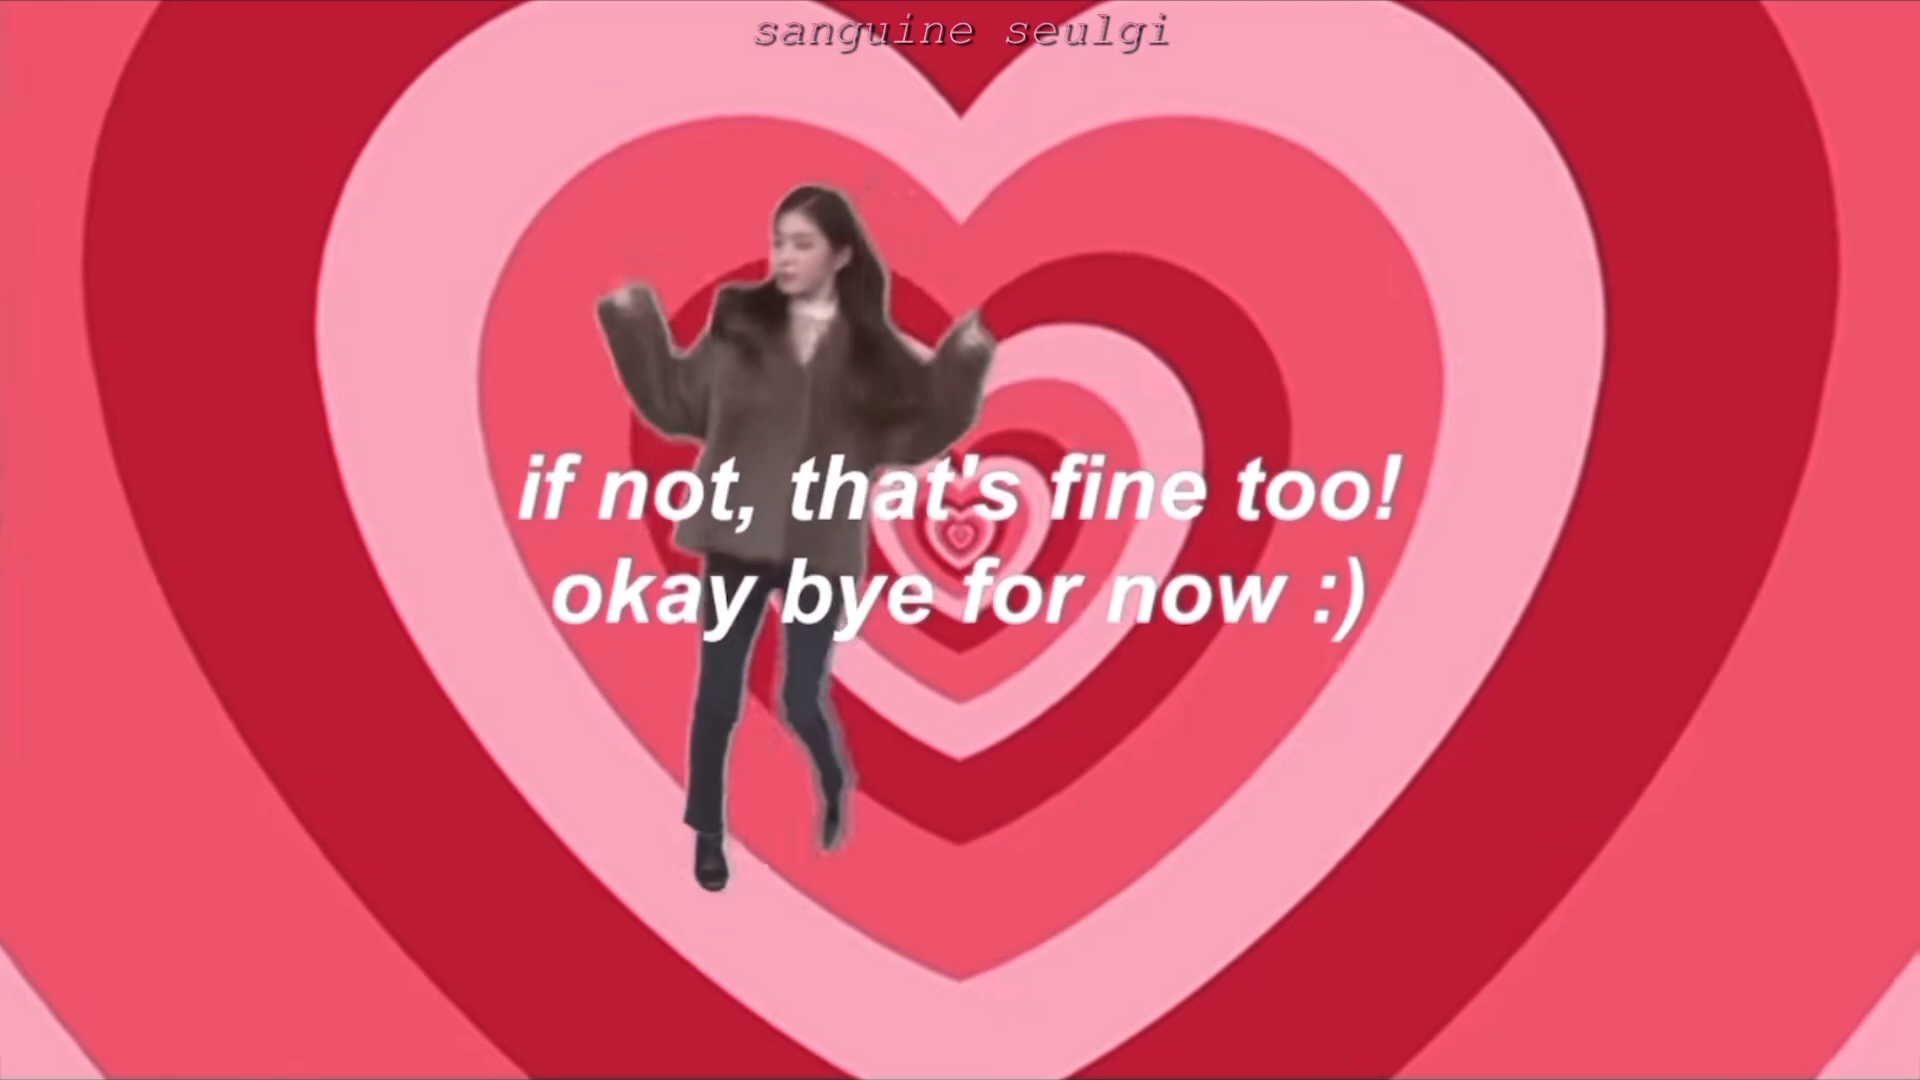 sanguine seulgi
if not, that's fine too!
okay bye for now :)